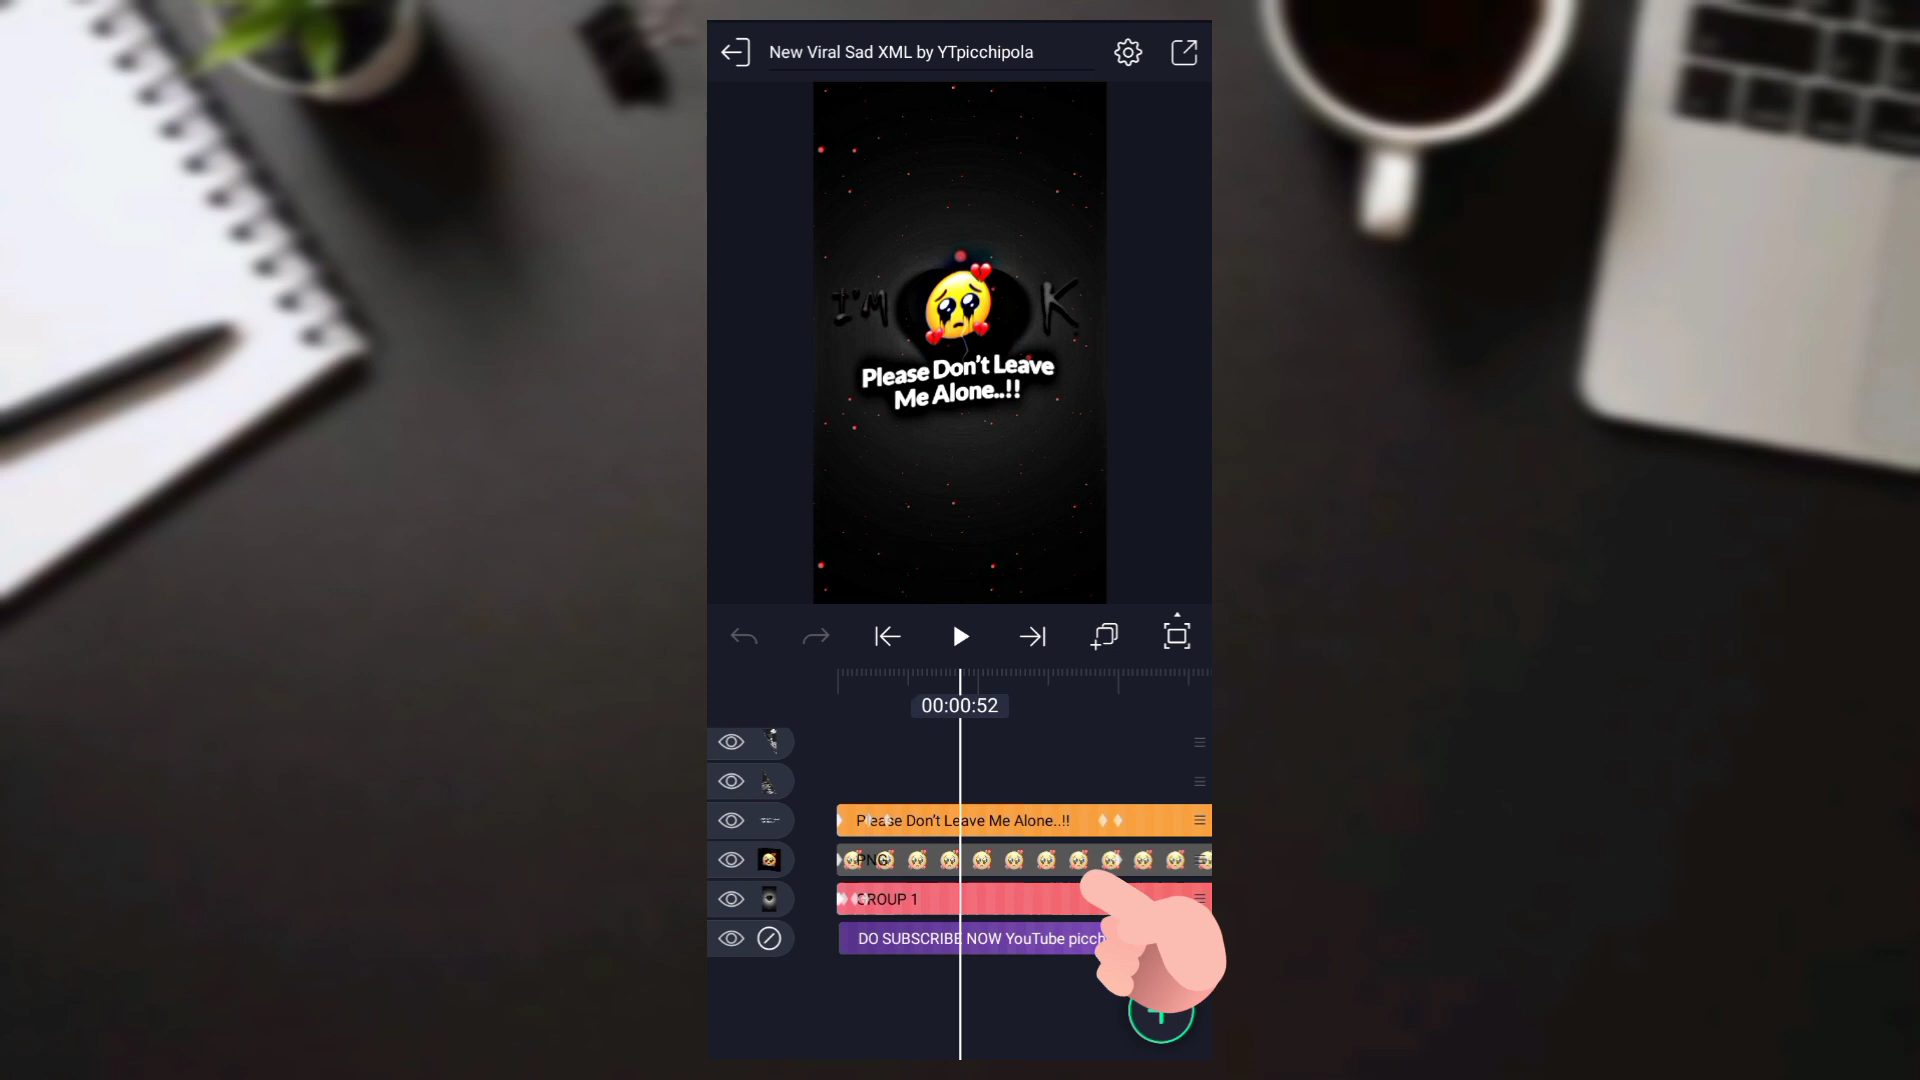 New Viral Sad XML by YTpicchipola
I'M
K
Please Don't Leave
Me Alone..!!
00:00:52
Please Don't Leave Me Alone..!!
PNG
GROUP 1
DO SUBSCRIBE NOW YouTube picch